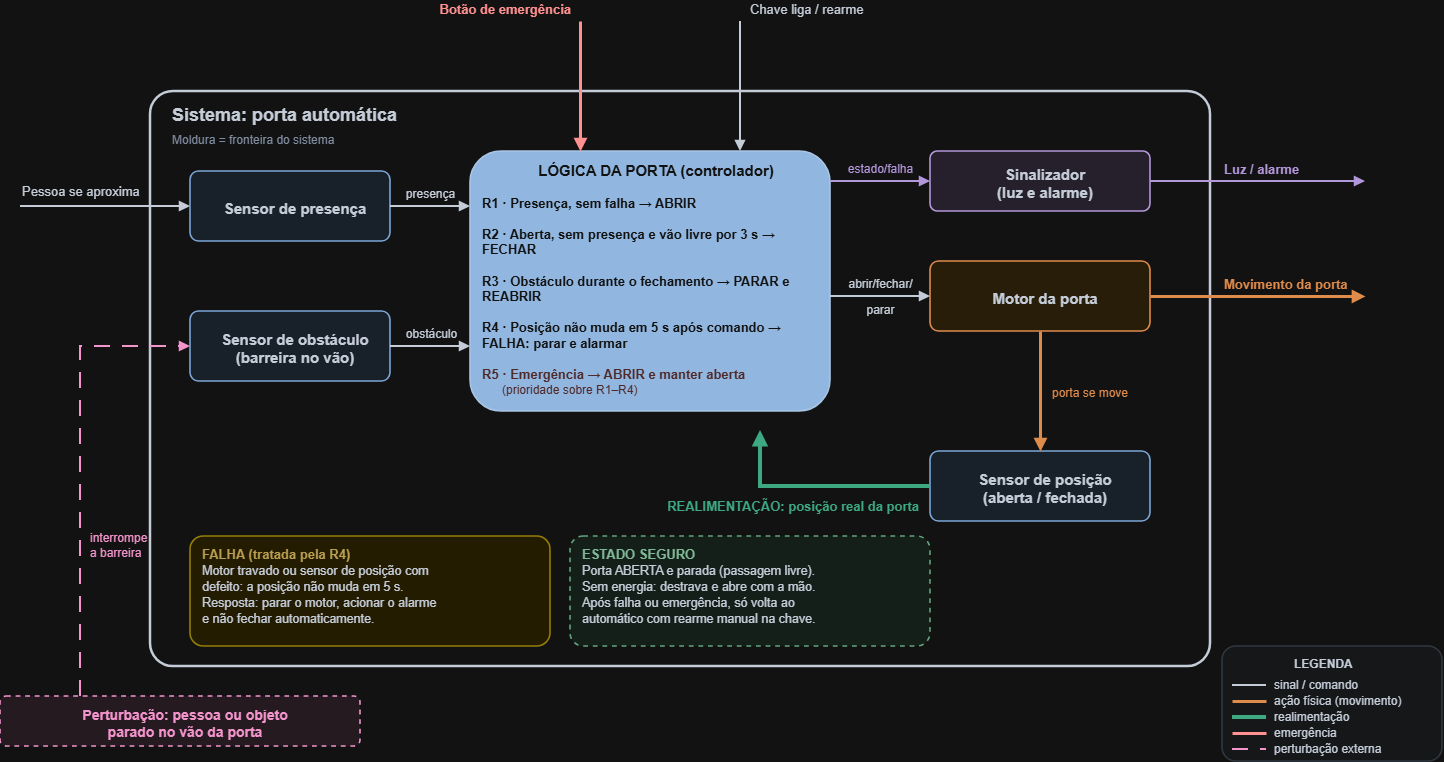 Botão de emergência
Chave liga / rearme
Sistema: porta automática
Moldura = fronteira do sistema
Pessoa se aproxima
Sensor de presença
presença
LÓGICA DA PORTA (controlador)
R1 · Presença, sem falha → ABRIR
R2 · Aberta, sem presença e vão livre por 3 s →
FECHAR
R3 · Obstáculo durante o fechamento → PARAR e
REABRIR
R4 · Posição não muda em 5 s após comando →
FALHA: parar e alarmar
R5 · Emergência → ABRIR e manter aberta
(prioridade sobre R1–R4)
estado/falha
Sinalizador
(luz e alarme)
Luz / alarme
Sensor de obstáculo
(barreira no vão)
obstáculo
abrir/fechar/
parar
Motor da porta
Movimento da porta
porta se move
Sensor de posição
(aberta / fechada)
REALIMENTAÇÃO: posição real da porta
interrompe
a barreira
FALHA (tratada pela R4)
Motor travado ou sensor de posição com
defeito: a posição não muda em 5 s.
Resposta: parar o motor, acionar o alarme
e não fechar automaticamente.
ESTADO SEGURO
Porta ABERTA e parada (passagem livre).
Sem energia: destrava e abre com a mão.
Após falha ou emergência, só volta ao
automático com rearme manual na chave.
Perturbação: pessoa ou objeto
parado no vão da porta
LEGENDA
sinal / comando
ação física (movimento)
realimentação
emergência
perturbação externa